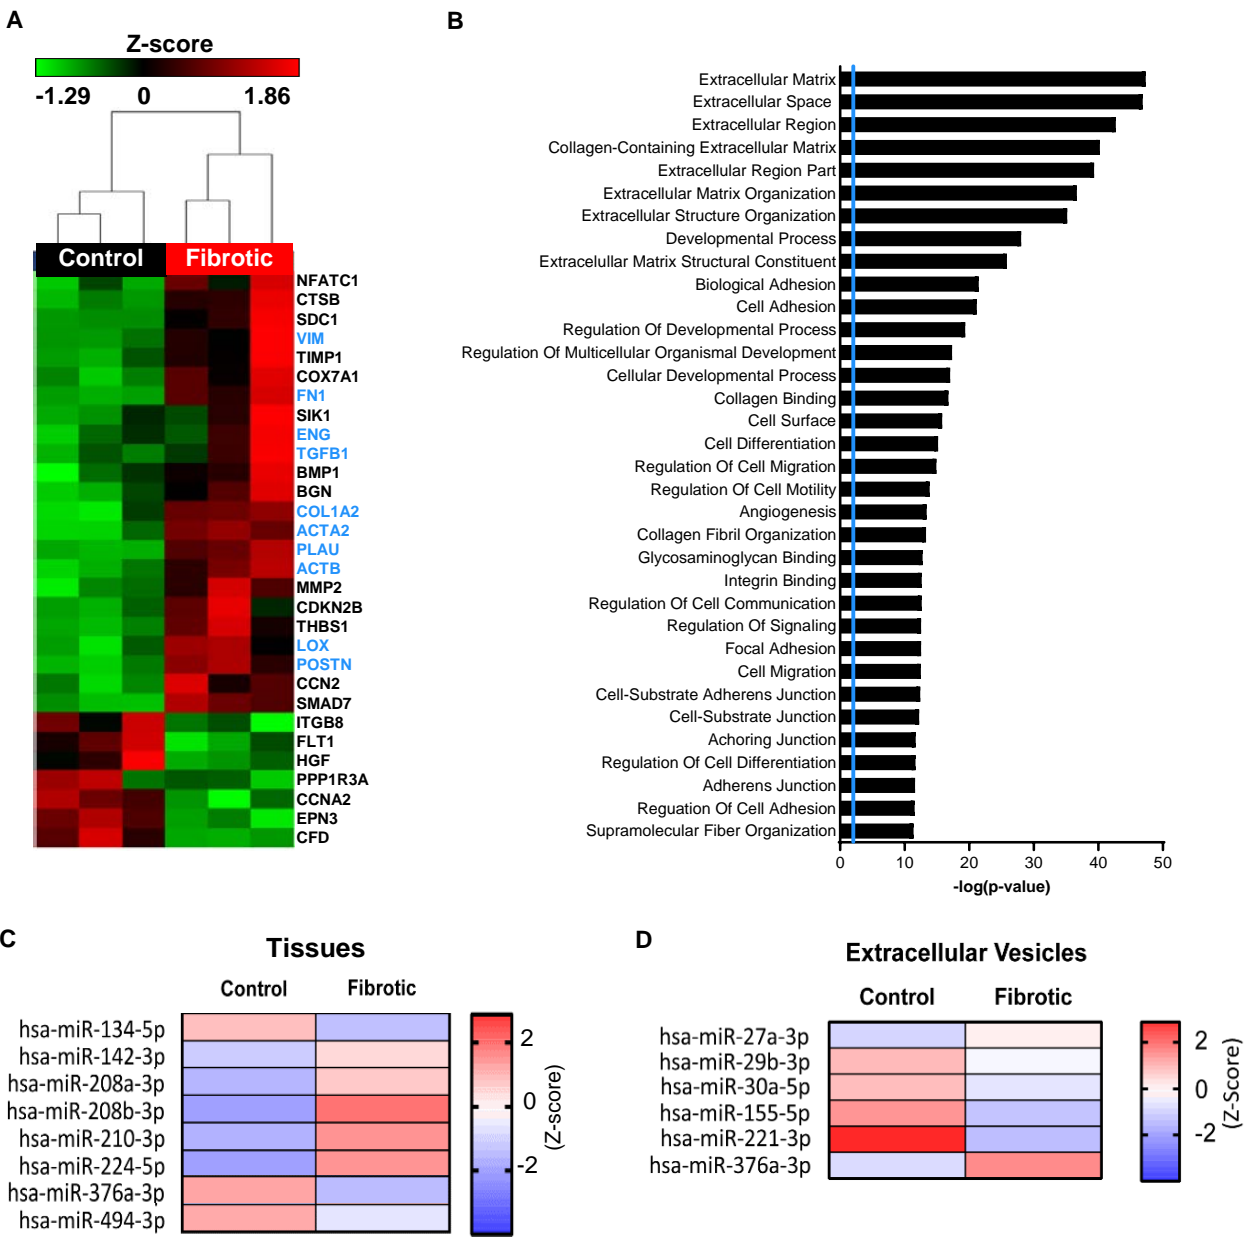 A
Z-score
-1.29 0 1.86
Control Fibrotic
NFATC1
CTSB
SDC1
VIM
TIMP1
COX7A1
FN1
SIK1
ENG
TGFB1
BMP1
BGN
COL1A2
ACTA2
PLAU
ACTB
MMP2
CDKN2B
THBS1
LOX
POSTN
CCN2
SMAD7
ITGB8
FLT1
HGF
PPP1R3A
CCNA2
EPN3
CFD
B
Extracellular Matrix
Extracellular Space
Extracellular Region
Collagen-Containing Extracellular Matrix
Extracellular Region Part
Extracellular Matrix Organization
Extracellular Structure Organization
Developmental Process
Extracelullar Matrix Structural Constituent
Biological Adhesion
Cell Adhesion
Regulation Of Developmental Process
Regulation Of Multicellular Organismal Development
Cellular Developmental Process
Collagen Binding
Cell Surface
Cell Differentiation
Regulation Of Cell Migration
Regulation Of Cell Motility
Angiogenesis
Collagen Fibril Organization
Glycosaminoglycan Binding
Integrin Binding
Regulation Of Cell Communication
Regulation Of Signaling
Focal Adhesion
Cell Migration
Cell-Substrate Adherens Junction
Cell-Substrate Junction
Achoring Junction
Regulation Of Cell Differentiation
Adherens Junction
Reguation Of Cell Adhesion
Supramolecular Fiber Organization
0 10 20 30 40 50
-log(p-value)
C
Tissues
Control Fibrotic
hsa-miR-134-5p
hsa-miR-142-3p
hsa-miR-208a-3p
hsa-miR-208b-3p
hsa-miR-210-3p
hsa-miR-224-5p
hsa-miR-376a-3p
hsa-miR-494-3p
2
0
-2
(Z-score)
D
Extracellular Vesicles
Control Fibrotic
hsa-miR-27a-3p
hsa-miR-29b-3p
hsa-miR-30a-5p
hsa-miR-155-5p
hsa-miR-221-3p
hsa-miR-376a-3p
2
0
-2
(Z-Score)